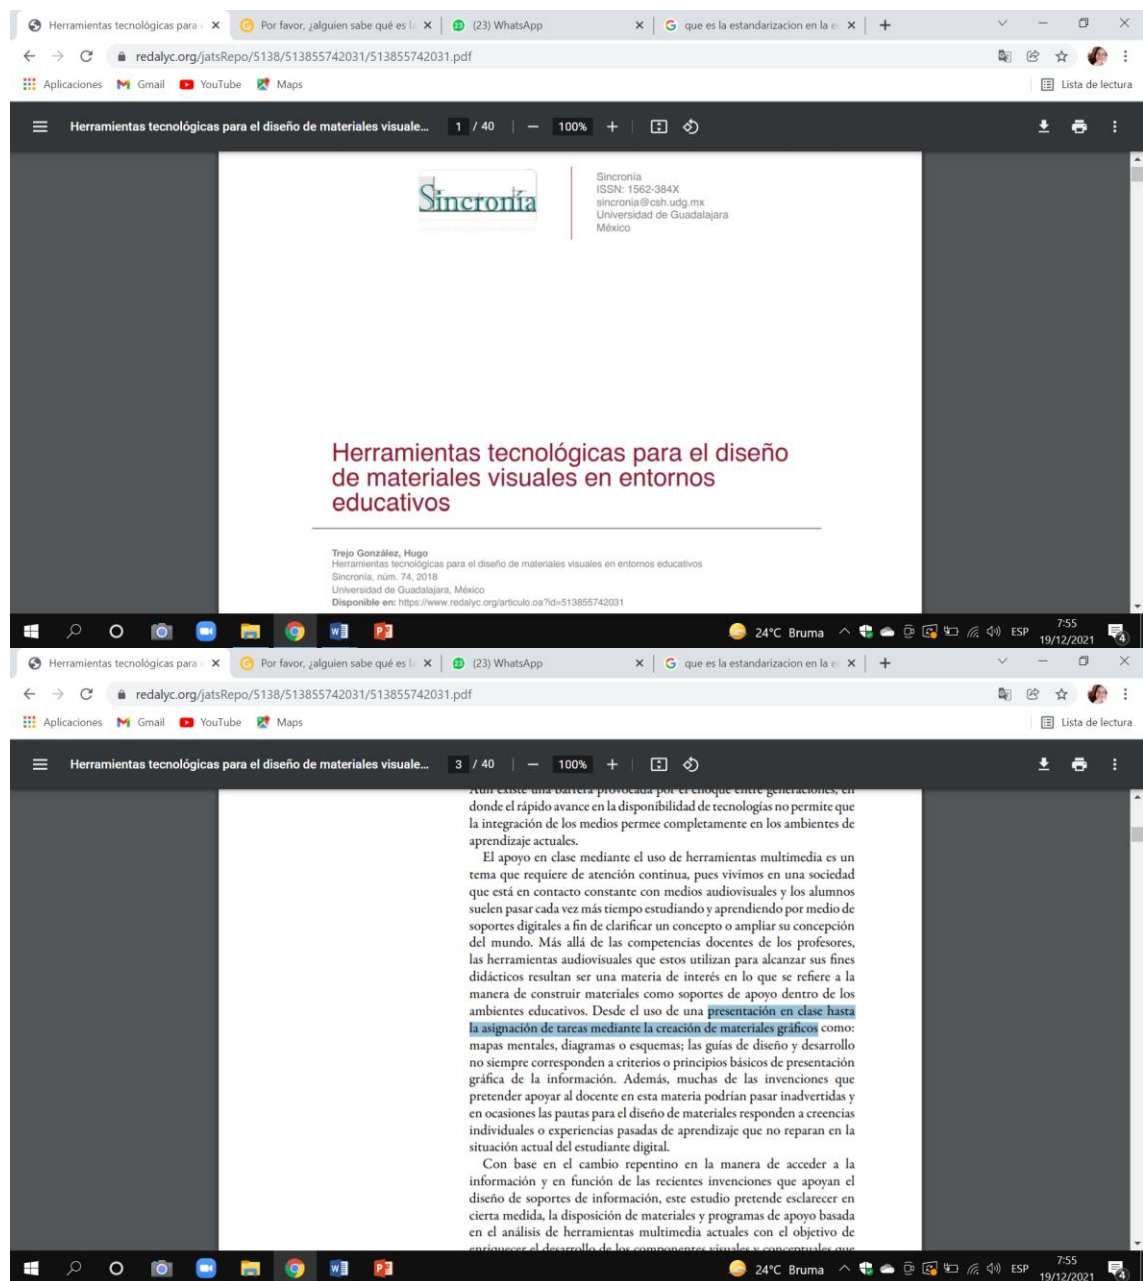 Herramientas tecnológicas para
Por favor, ¿alguien sabe qué es l
(23) WhatsApp
que es la estandarizacion en la e
redalyc.org/jatsRepo/5138/513855742031/513855742031.pdf
Aplicaciones Gmail YouTube Maps Lista de lectura
Herramientas tecnológicas para el diseño de materiales visuale... 1 / 40 100%
Sincronía
Sincronía
ISSN: 1562-384X
sincronia@csh.udg.mx
Universidad de Guadalajara
México
Herramientas tecnológicas para el diseño
de materiales visuales en entornos
educativos
Trejo González, Hugo
Herramientas tecnológicas para el diseño de materiales visuales en entornos educativos
Sincronía, núm. 74, 2018
Universidad de Guadalajara, México
Disponible en: https://www.redalyc.org/articulo.oa?id=513855742031
24°C Bruma ESP 7:55
19/12/2021 4
Herramientas tecnológicas para
Por favor, ¿alguien sabe qué es l
(23) WhatsApp
que es la estandarizacion en la e
redalyc.org/jatsRepo/5138/513855742031/513855742031.pdf
Aplicaciones Gmail YouTube Maps Lista de lectura
Herramientas tecnológicas para el diseño de materiales visuale... 3 / 40 100%
Aún existe una barrera provocada por el choque entre generaciones, en
donde el rápido avance en la disponibilidad de tecnologías no permite que
la integración de los medios permee completamente en los ambientes de
aprendizaje actuales.
El apoyo en clase mediante el uso de herramientas multimedia es un
tema que requiere de atención continua, pues vivimos en una sociedad
que está en contacto constante con medios audiovisuales y los alumnos
suelen pasar cada vez más tiempo estudiando y aprendiendo por medio de
soportes digitales a fin de clarificar un concepto o ampliar su concepción
del mundo. Más allá de las competencias docentes de los profesores,
las herramientas audiovisuales que estos utilizan para alcanzar sus fines
didácticos resultan ser una materia de interés en lo que se refiere a la
manera de construir materiales como soportes de apoyo dentro de los
ambientes educativos. Desde el uso de una presentación en clase hasta
la asignación de tareas mediante la creación de materiales gráficos como:
mapas mentales, diagramas o esquemas; las guías de diseño y desarrollo
no siempre corresponden a criterios o principios básicos de presentación
gráfica de la información. Además, muchas de las invenciones que
pretender apoyar al docente en esta materia podrían pasar inadvertidas y
en ocasiones las pautas para el diseño de materiales responden a creencias
individuales o experiencias pasadas de aprendizaje que no reparan en la
situación actual del estudiante digital.
Con base en el cambio repentino en la manera de acceder a la
información y en función de las recientes invenciones que apoyan el
diseño de soportes de información, este estudio pretende esclarecer en
cierta medida, la disposición de materiales y programas de apoyo basada
en el análisis de herramientas multimedia actuales con el objetivo de
enriquecer el desarrollo de los componentes visuales y conceptuales que
24°C Bruma ESP 7:55
19/12/2021 4